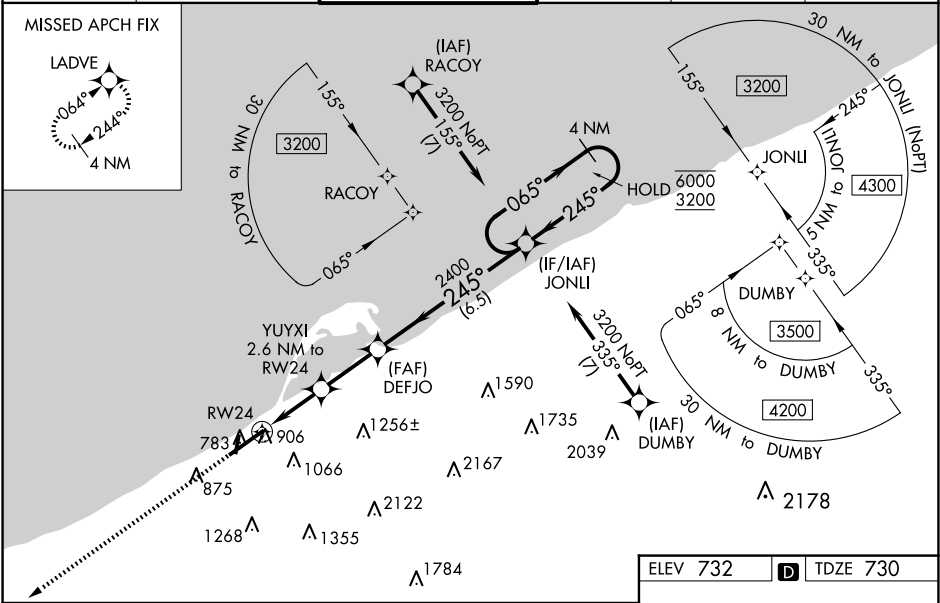 MISSED APCH FIX
LADVE
064°
244°
4 NM
(IAF)
RACOY
3200 NoPT
155°
(7)
30 NM to RACOY
155°
3200
RACOY
065°
4 NM
065°
245°
HOLD
6000
3200
(IF/IAF)
JONLI
2400
245°
(6.5)
30 NM to JONLI (NoPT)
155°
3200
245°
JONLI
5 NM to JONLI
4300
335°
065°
DUMBY
3500
8 NM to DUMBY
335°
4200
30 NM to DUMBY
3200 NoPT
335°
(7)
(IAF)
DUMBY
YUYXI
2.6 NM to
RW24
(FAF)
DEFJO
RW24
783
906
875
1066
1256±
1590
1735
2039
2167
2122
2178
1268
1355
1784
ELEV 732
D
TDZE 730